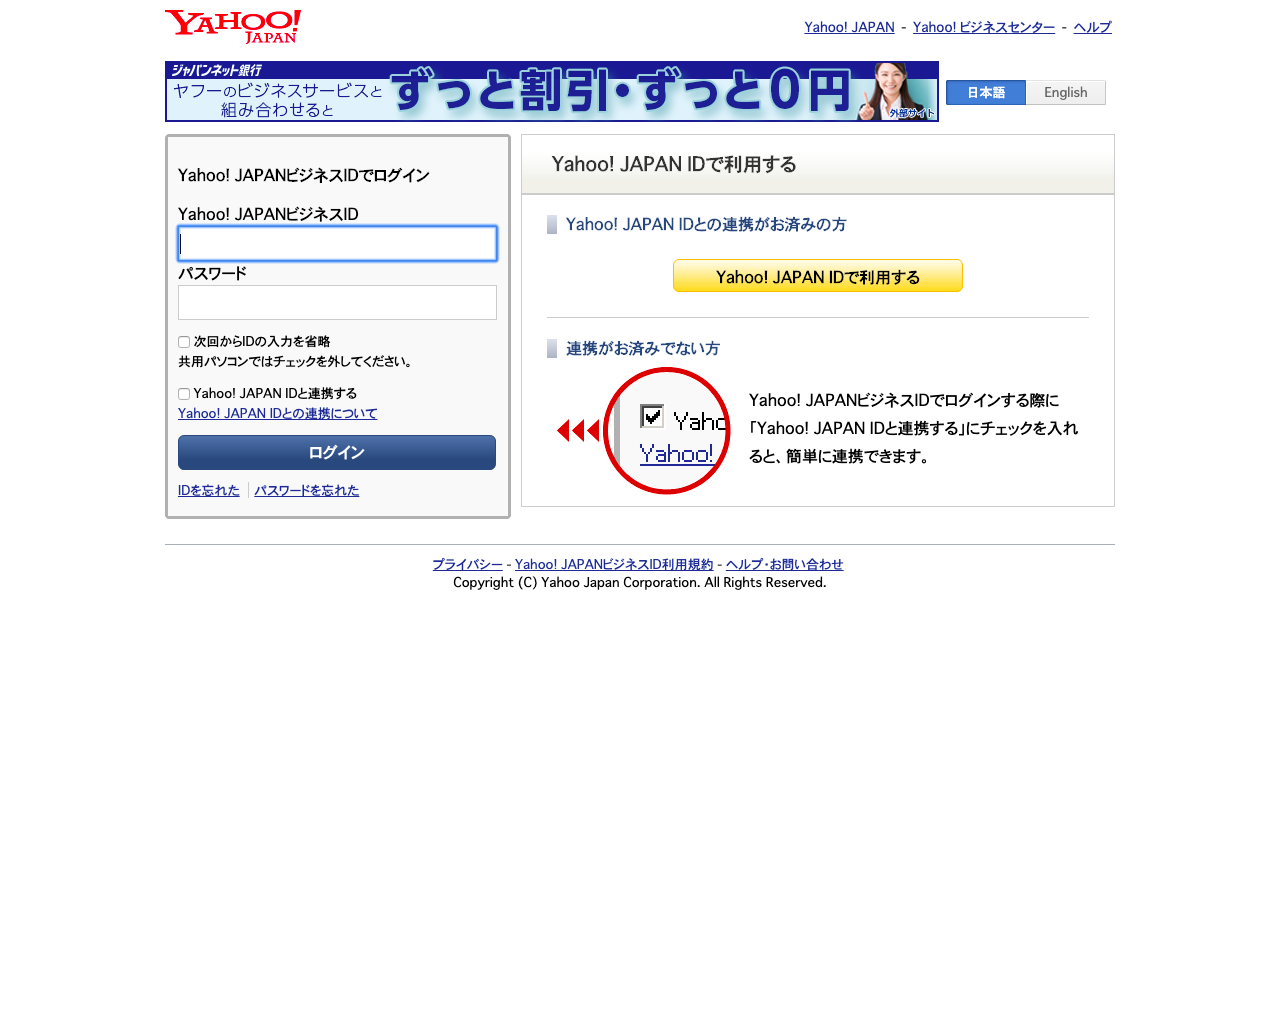 YAHOO!
JAPAN
Yahoo! JAPAN - Yahoo! ビジネスセンター - ヘルプ
ジャパンネット銀行
ヤフーのビジネスサービスと
組み合わせると
ずっと割引・ずっと0円
外部サイト
日本語 English
Yahoo! JAPANビジネスIDでログイン
Yahoo! JAPANビジネスID
パスワード
次回からIDの入力を省略
共用パソコンではチェックを外してください。
Yahoo! JAPAN IDと連携する
Yahoo! JAPAN IDとの連携について
ログイン
IDを忘れた パスワードを忘れた
Yahoo! JAPAN IDで利用する
Yahoo! JAPAN IDとの連携がお済みの方
Yahoo! JAPAN IDで利用する
連携がお済みでない方
Yaho
Yahoo!
Yahoo! JAPANビジネスIDでログインする際に
「Yahoo! JAPAN IDと連携する」にチェックを入れ
ると、簡単に連携できます。
プライバシー - Yahoo! JAPANビジネスID利用規約 - ヘルプ・お問い合わせ
Copyright (C) Yahoo Japan Corporation. All Rights Reserved.